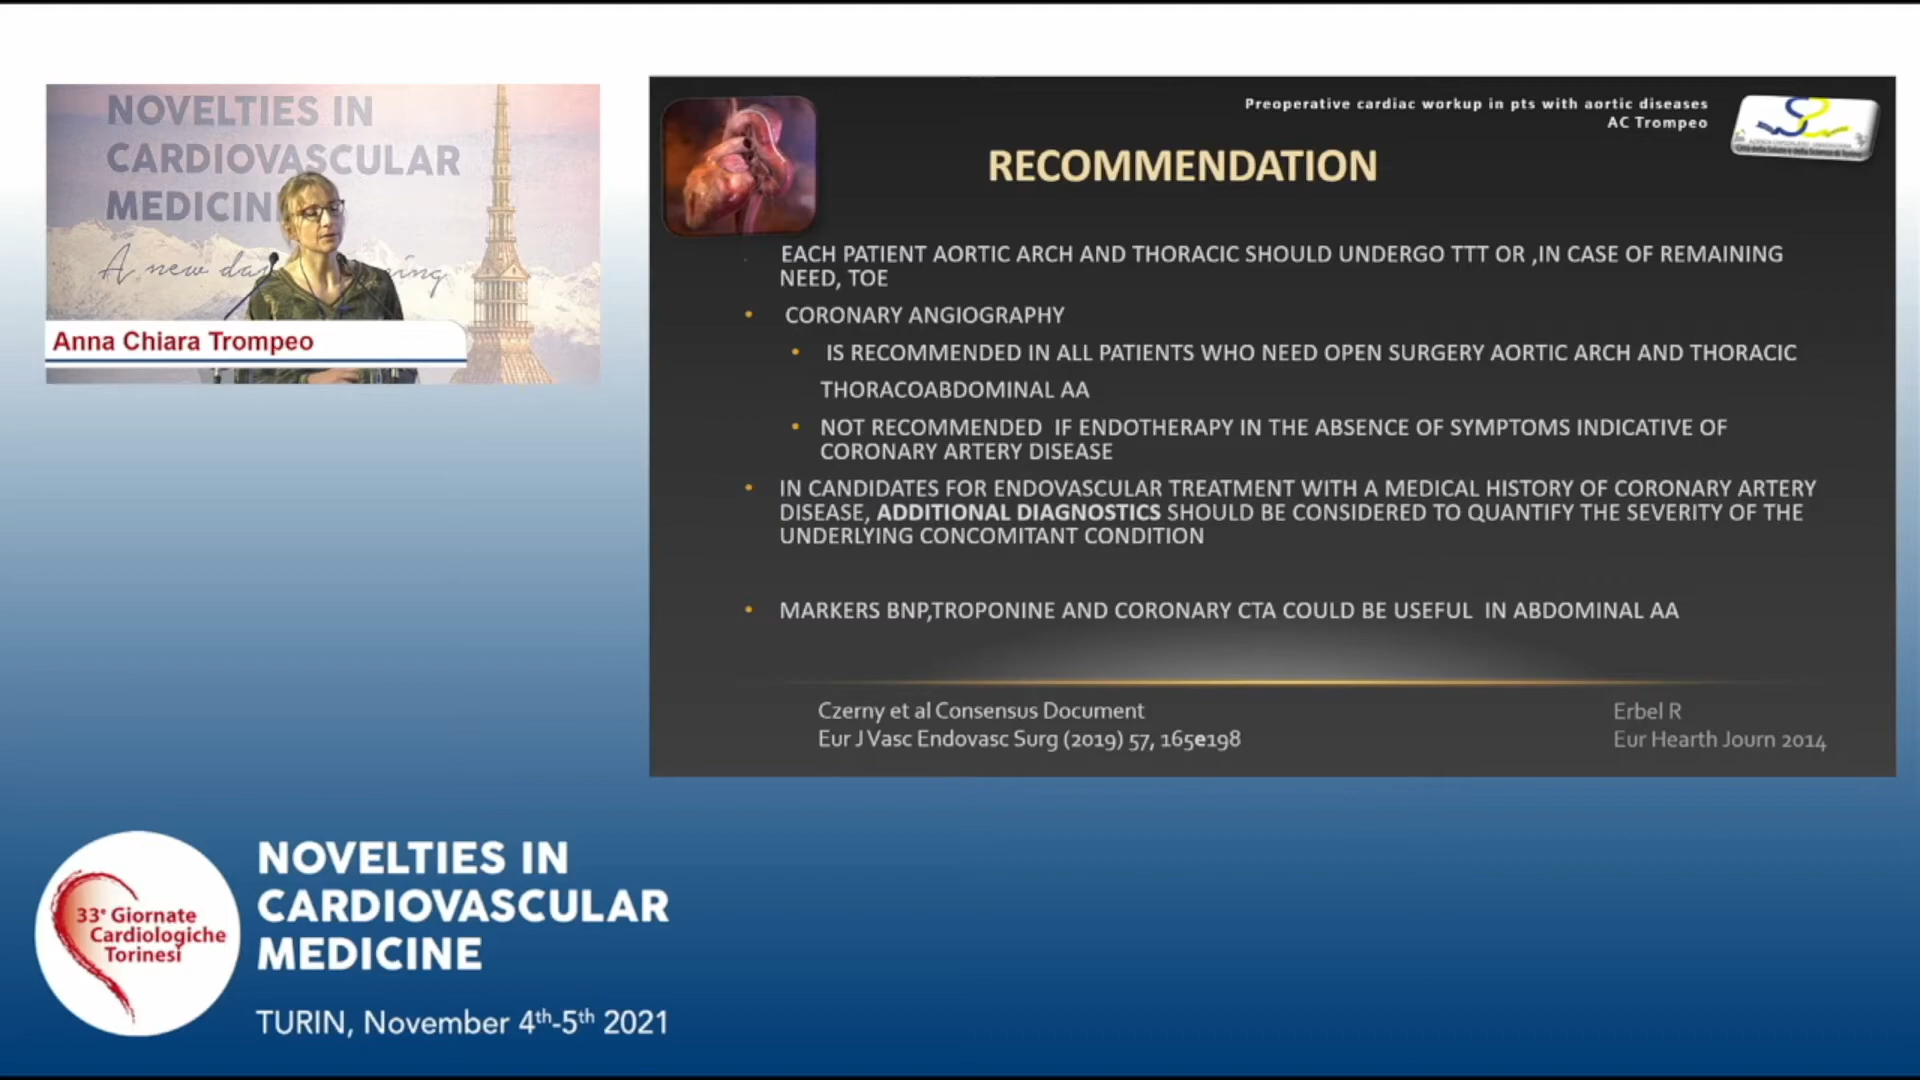 NOVELTIES IN
CARDIOVASCULAR
MEDICIN
A new da ning
Anna Chiara Trompeo
Preoperative cardiac workup in pts with aortic diseases
AC Trompeo
RECOMMENDATION
EACH PATIENT AORTIC ARCH AND THORACIC SHOULD UNDERGO TTT OR ,IN CASE OF REMAINING
NEED, TOE
• CORONARY ANGIOGRAPHY
• IS RECOMMENDED IN ALL PATIENTS WHO NEED OPEN SURGERY AORTIC ARCH AND THORACIC
THORACOABDOMINAL AA
• NOT RECOMMENDED IF ENDOTHERAPY IN THE ABSENCE OF SYMPTOMS INDICATIVE OF
CORONARY ARTERY DISEASE
• IN CANDIDATES FOR ENDOVASCULAR TREATMENT WITH A MEDICAL HISTORY OF CORONARY ARTERY
DISEASE, ADDITIONAL DIAGNOSTICS SHOULD BE CONSIDERED TO QUANTIFY THE SEVERITY OF THE
UNDERLYING CONCOMITANT CONDITION
• MARKERS BNP,TROPONINE AND CORONARY CTA COULD BE USEFUL IN ABDOMINAL AA
Czerny et al Consensus Document
Eur J Vasc Endovasc Surg (2019) 57, 165e198
Erbel R
Eur Hearth Journ 2014
33° Giornate
Cardiologiche
Torinesi
NOVELTIES IN
CARDIOVASCULAR
MEDICINE
TURIN, November 4th-5th 2021